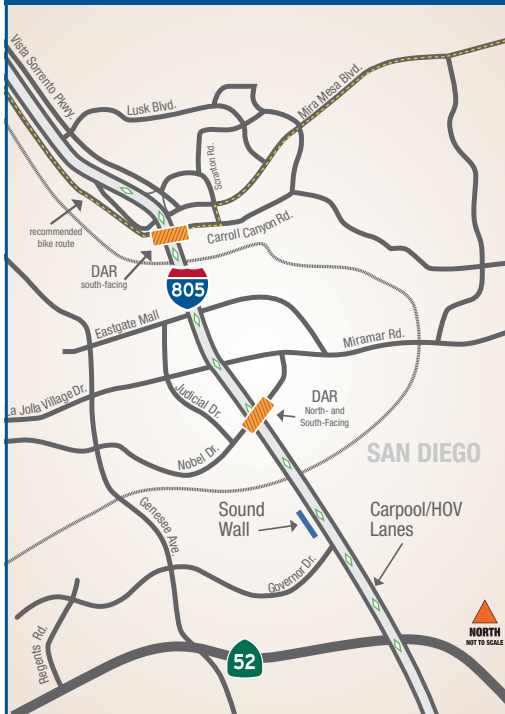 Vista Sorrento Pkwy.
Lusk Blvd.
Mira Mesa Blvd.
Scranton Rd.
recommended
bike route
Carroll Canyon Rd.
DAR
south-facing
805
Eastgate Mall
Miramar Rd.
La Jolla Village Dr.
Judicial Dr.
DAR
North- and
South-Facing
Nobel Dr.
SAN DIEGO
Sound
Wall
Carpool/HOV
Lanes
Genesee Ave.
Governor Dr.
Regents Rd.
52
NORTH
NOT TO SCALE